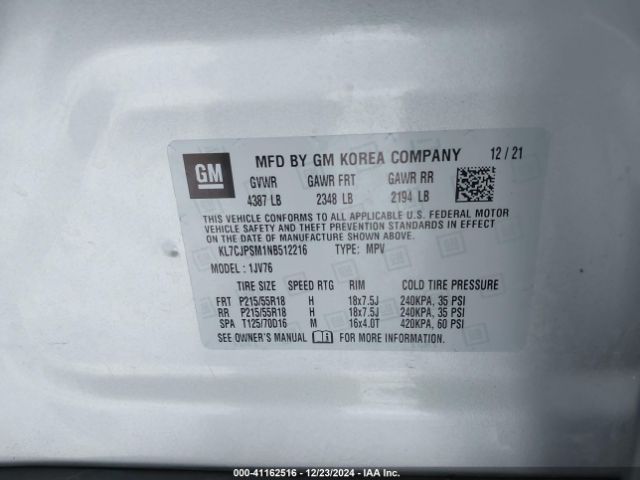 GM
MFD BY GM KOREA COMPANY 12/21
GVWR GAWR FRT GAWR RR
4387 LB 2348 LB 2194 LB
THIS VEHICLE CONFORMS TO ALL APPLICABLE U.S. FEDERAL MOTOR
VEHICLE SAFETY AND THEFT PREVENTION STANDARDS IN EFFECT
ON THE DATE OF MANUFACTURE SHOWN ABOVE.
KL7CJPSM1NB512216 TYPE: MPV
MODEL: 1JV76
TIRE SIZE SPEED RTG RIM COLD TIRE PRESSURE
FRT P215/55R18 H 18x7.5J 240KPA, 35 PSI
RR P215/55R18 H 18x7.5J 240KPA, 35 PSI
SPA T125/70D16 M 16x4.0T 420KPA, 60 PSI
SEE OWNER'S MANUAL FOR MORE INFORMATION.
000-41162516 - 12/23/2024 - IAA Inc.